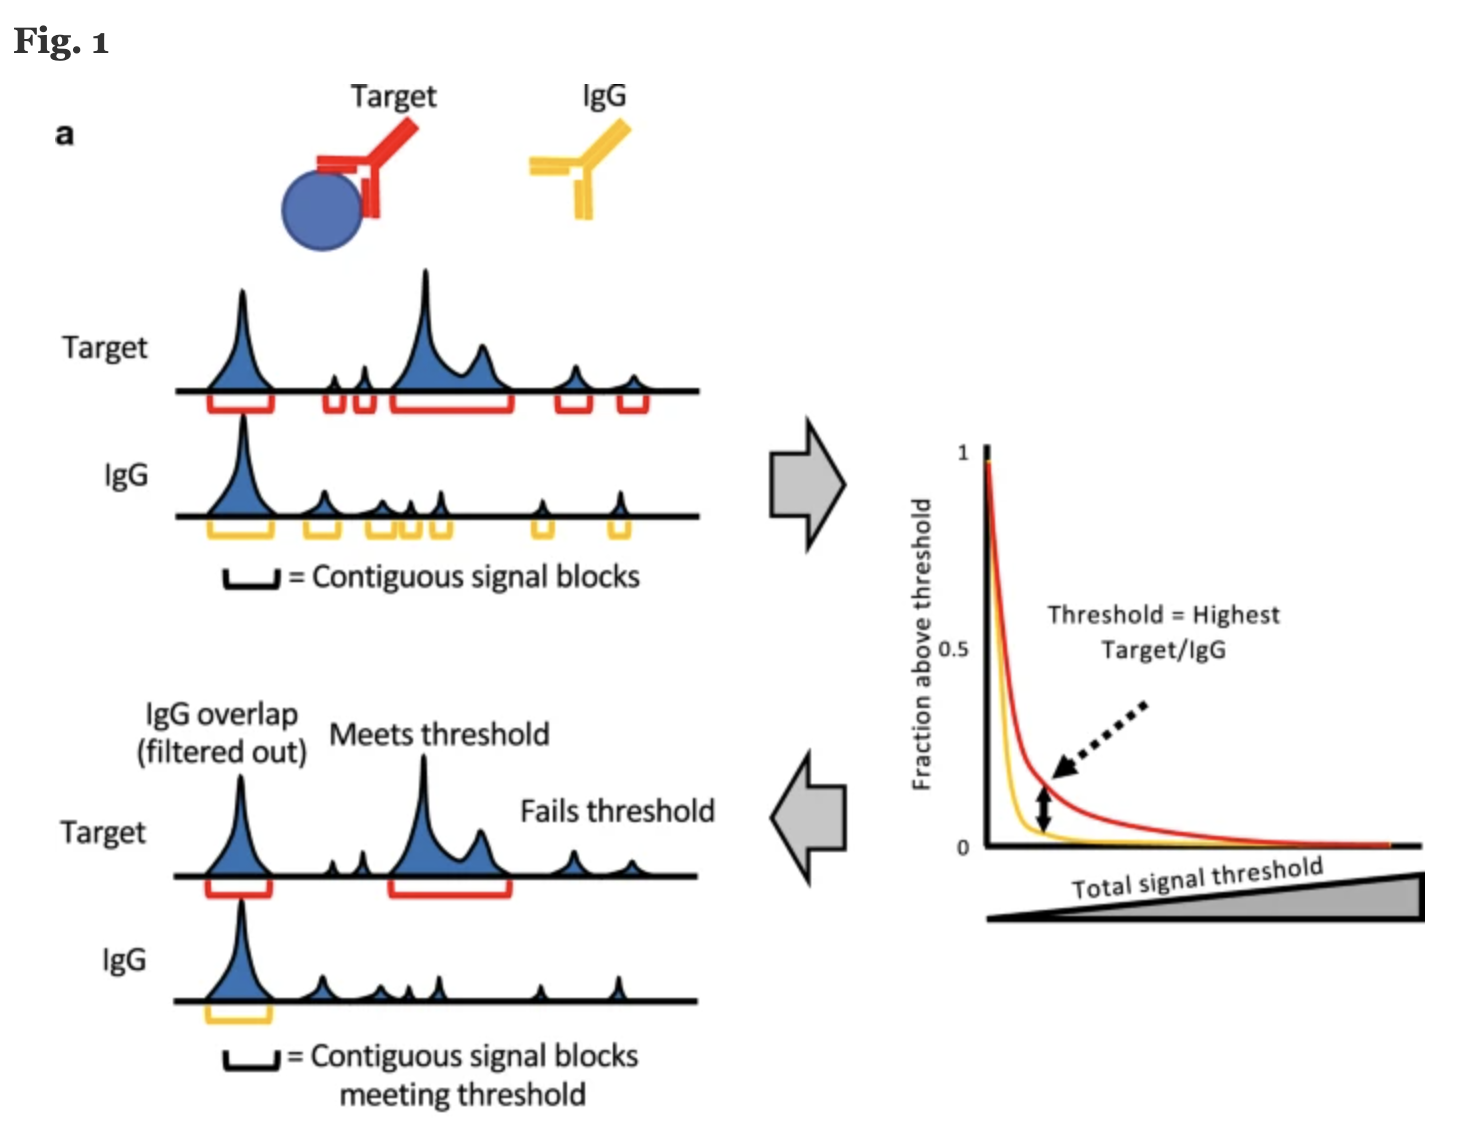 Fig. 1
a
Target
IgG
Target
IgG
= Contiguous signal blocks
1
0.5
0
Fraction above threshold
Threshold = Highest
Target/IgG
Total signal threshold
IgG overlap
(filtered out)
Meets threshold
Fails threshold
Target
IgG
= Contiguous signal blocks
meeting threshold